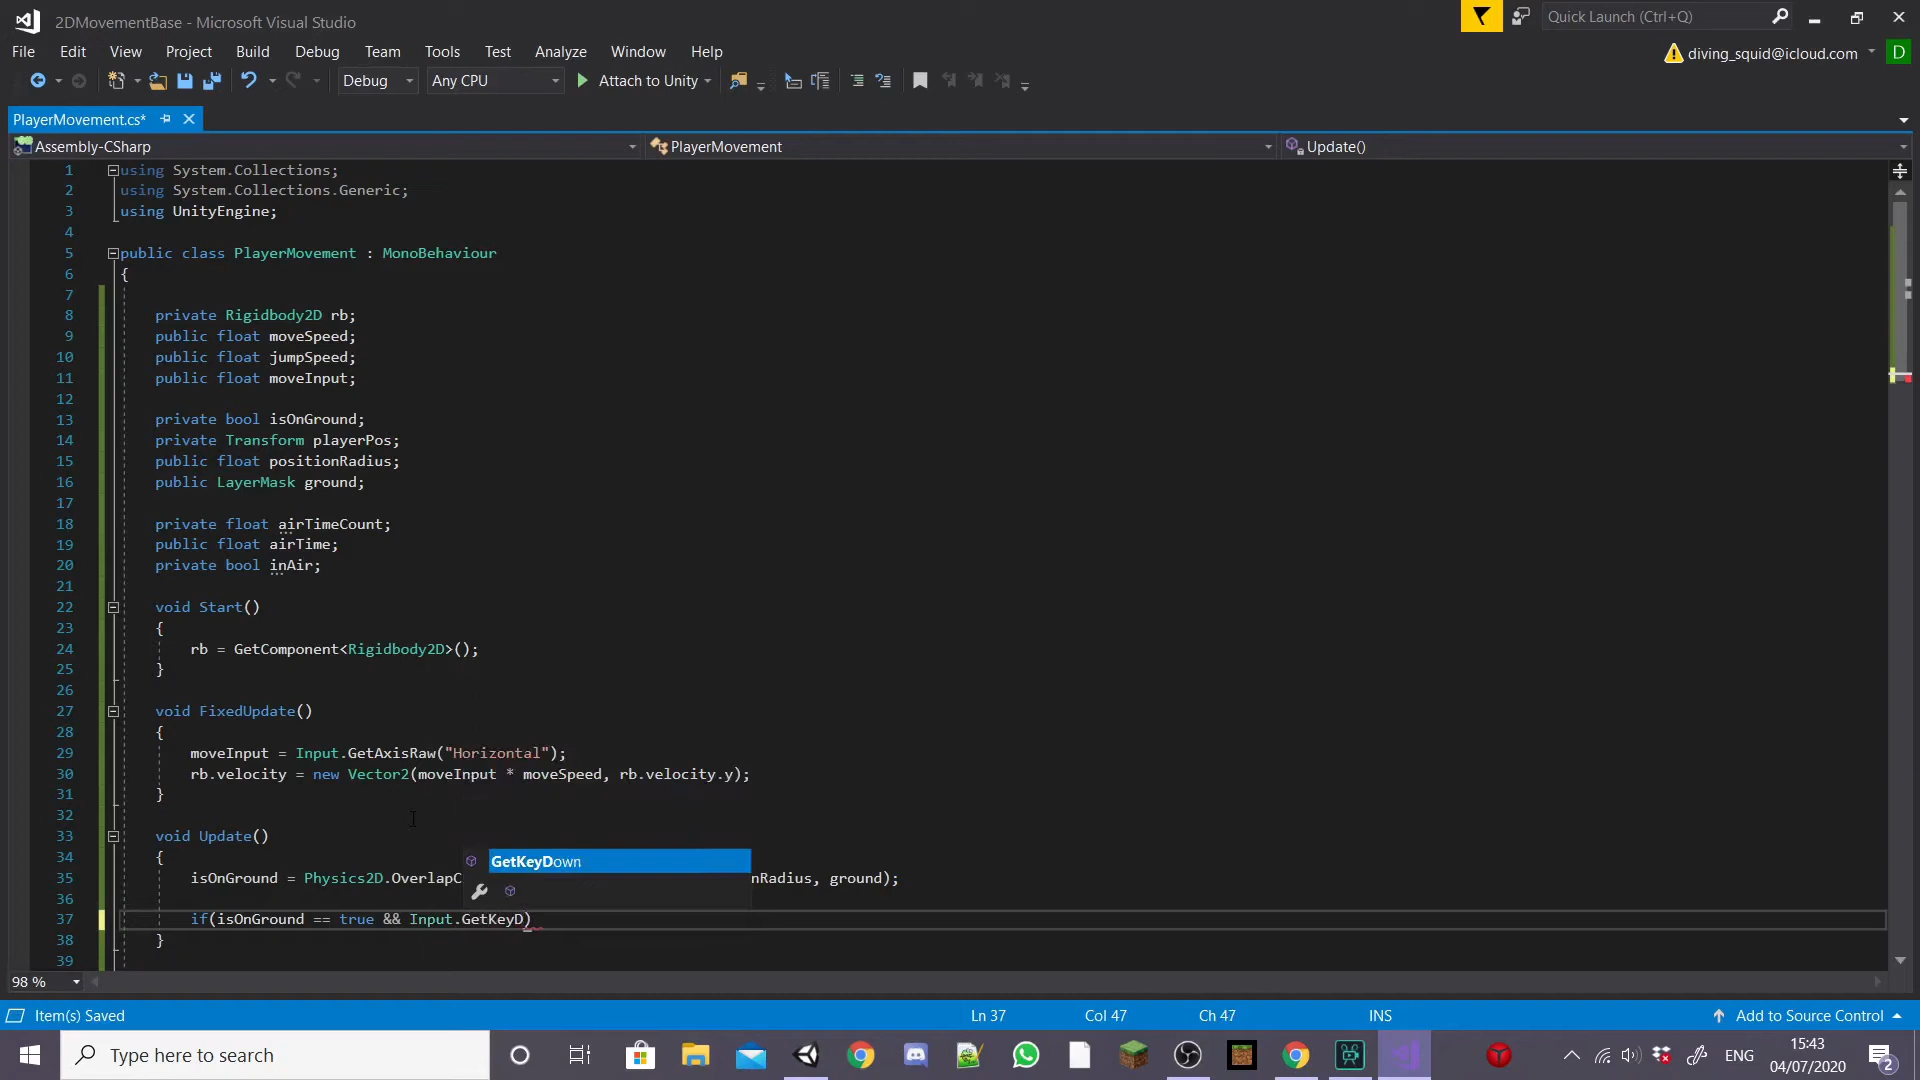 2DMovementBase - Microsoft Visual Studio
Quick Launch (Ctrl+Q)
File Edit View Project Build Debug Team Tools Test Analyze Window Help
diving_squid@icloud.com D
Debug Any CPU Attach to Unity
PlayerMovement.cs*
Assembly-CSharp PlayerMovement Update()
1 using System.Collections;
2 using System.Collections.Generic;
3 using UnityEngine;
4
5 public class PlayerMovement : MonoBehaviour
6 {
7
8 private Rigidbody2D rb;
9 public float moveSpeed;
10 public float jumpSpeed;
11 public float moveInput;
12
13 private bool isOnGround;
14 private Transform playerPos;
15 public float positionRadius;
16 public LayerMask ground;
17
18 private float airTimeCount;
19 public float airTime;
20 private bool inAir;
21
22 void Start()
23 {
24 rb = GetComponent<Rigidbody2D>();
25 }
26
27 void FixedUpdate()
28 {
29 moveInput = Input.GetAxisRaw("Horizontal");
30 rb.velocity = new Vector2(moveInput * moveSpeed, rb.velocity.y);
31 }
32
33 void Update()
34 {
GetKeyDown
35 isOnGround = Physics2D.OverlapC nRadius, ground);
36
37 if(isOnGround == true && Input.GetKeyD)
38 }
39
98 %
Item(s) Saved Ln 37 Col 47 Ch 47 INS Add to Source Control
Type here to search
ENG
15:43
04/07/2020
2